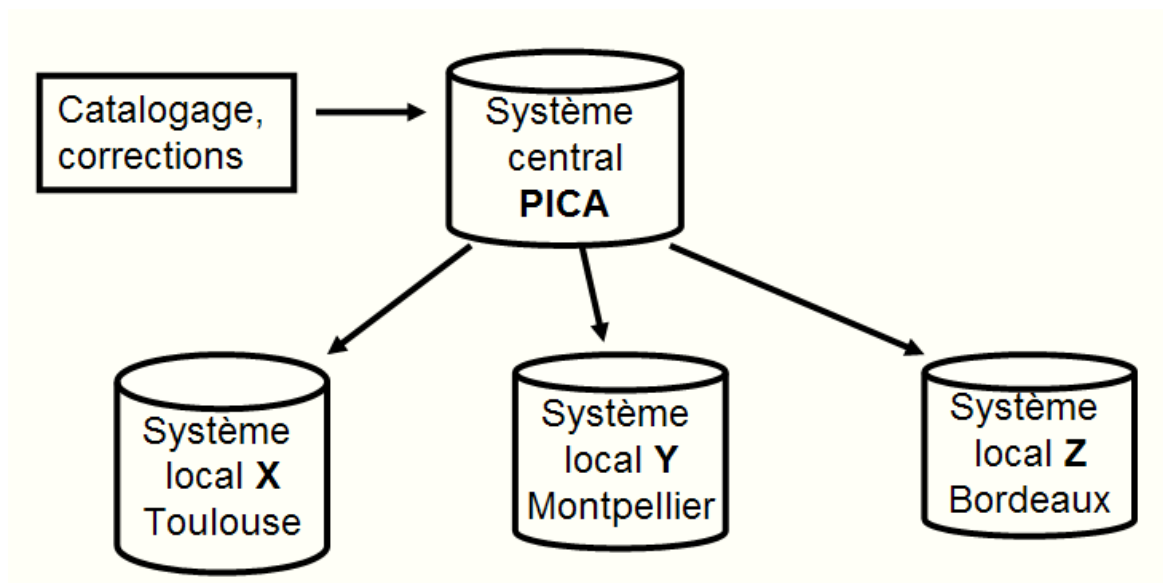 Catalogage,
corrections
Système
central
PICA
Système
local X
Toulouse
Système
local Y
Montpellier
Système
local Z
Bordeaux